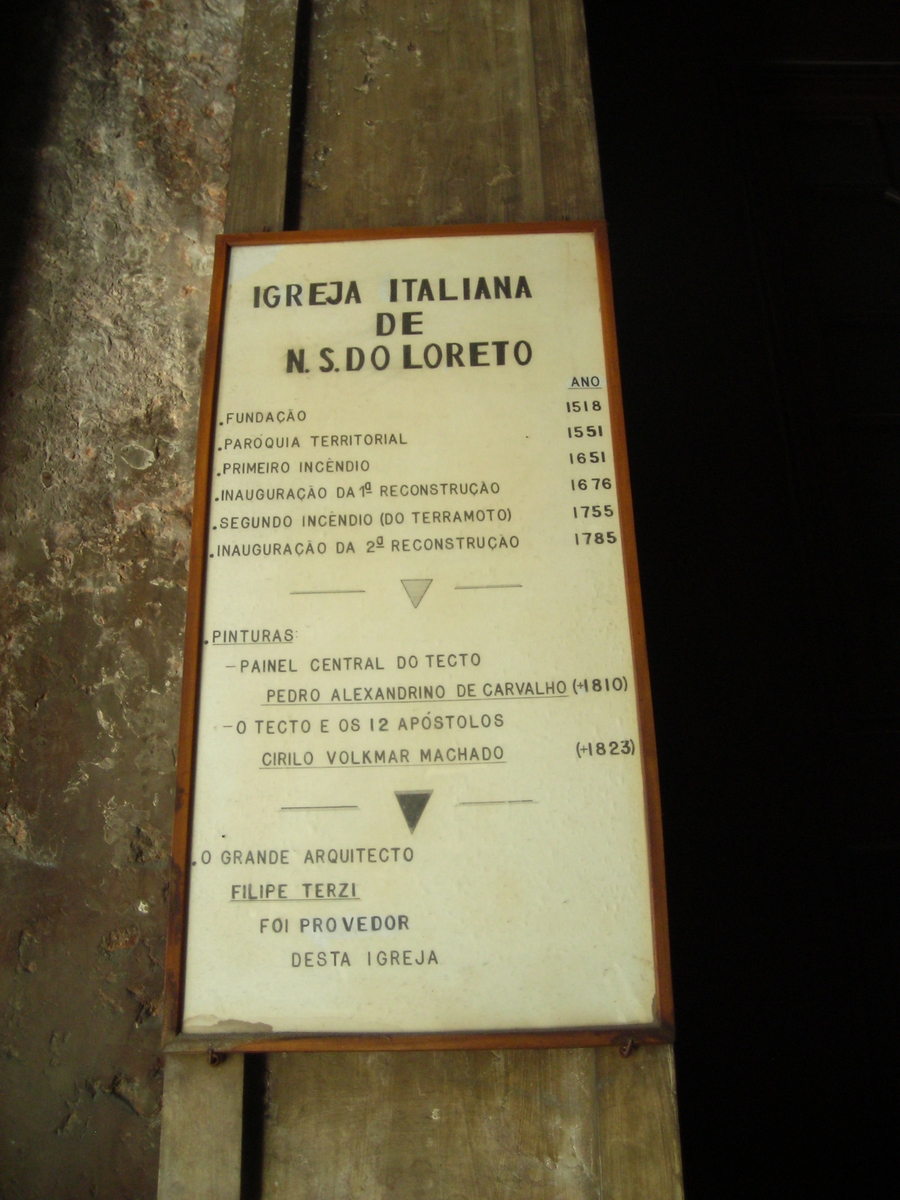 IGREJA ITALIANA
DE
N. S. DO LORETO
ANO
.FUNDAÇÃO 1518
.PARÓQUIA TERRITORIAL 1551
.PRIMEIRO INCÊNDIO 1651
.INAUGURAÇÃO DA 1ª RECONSTRUÇÃO 1676
.SEGUNDO INCÊNDIO (DO TERRAMOTO) 1755
.INAUGURAÇÃO DA 2ª RECONSTRUÇÃO 1785
.PINTURAS:
–PAINEL CENTRAL DO TECTO
PEDRO ALEXANDRINO DE CARVALHO (+1810)
–O TECTO E OS 12 APÓSTOLOS
CIRILO VOLKMAR MACHADO (+1823)
.O GRANDE ARQUITECTO
FILIPE TERZI
FOI PROVEDOR
DESTA IGREJA